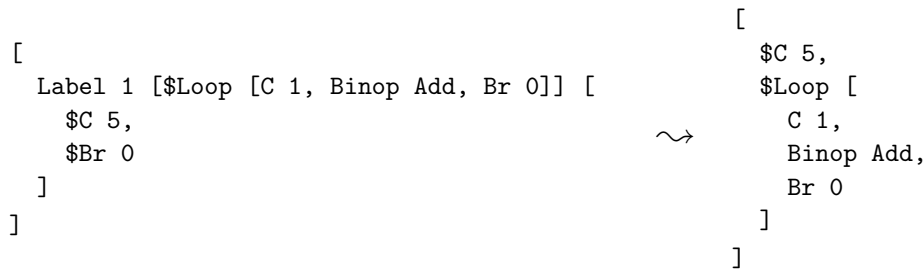 [
  Label 1 [$Loop [C 1, Binop Add, Br 0]] [
    $C 5,
    $Br 0
  ]
]
⤳
[
  $C 5,
  $Loop [
    C 1,
    Binop Add,
    Br 0
  ]
]